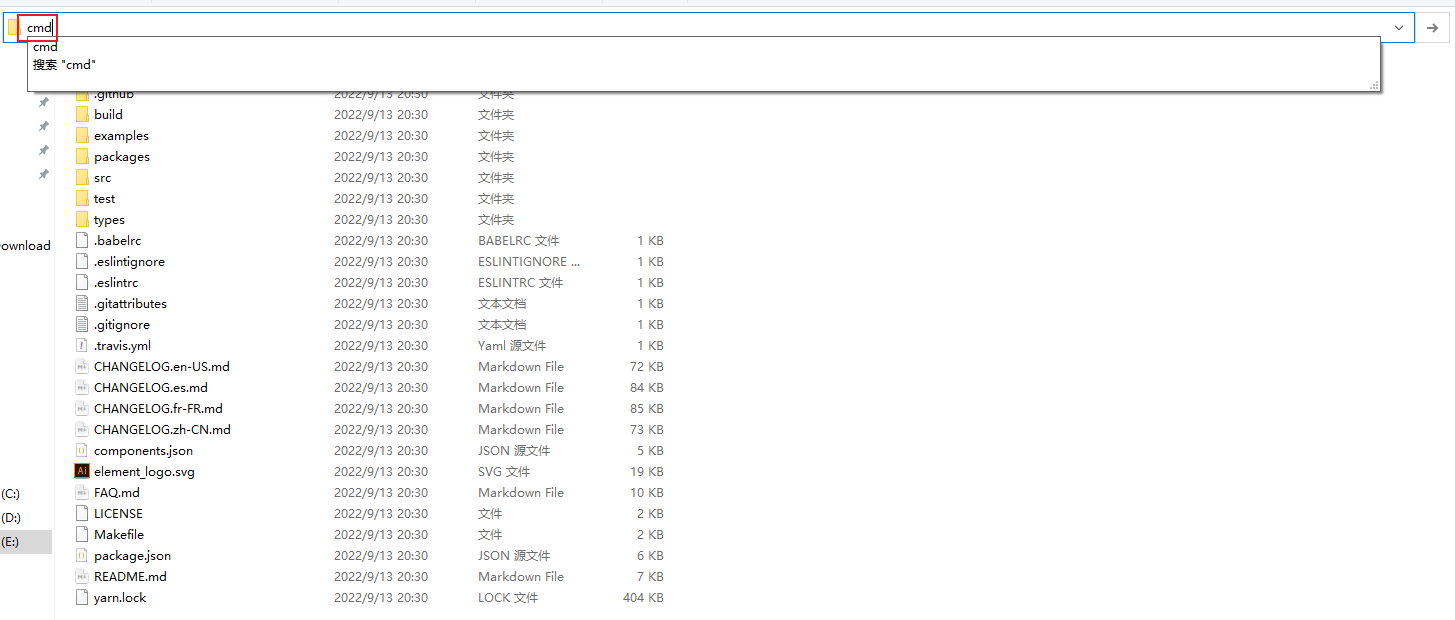 cmd
cmd
搜索 "cmd"
.github 2022/9/13 20:30 文件夹
build 2022/9/13 20:30 文件夹
examples 2022/9/13 20:30 文件夹
packages 2022/9/13 20:30 文件夹
src 2022/9/13 20:30 文件夹
test 2022/9/13 20:30 文件夹
types 2022/9/13 20:30 文件夹
.babelrc 2022/9/13 20:30 BABELRC 文件 1 KB
ownload
.eslintignore 2022/9/13 20:30 ESLINTIGNORE ... 1 KB
.eslintrc 2022/9/13 20:30 ESLINTRC 文件 1 KB
.gitattributes 2022/9/13 20:30 文本文档 1 KB
.gitignore 2022/9/13 20:30 文本文档 1 KB
.travis.yml 2022/9/13 20:30 Yaml 源文件 1 KB
CHANGELOG.en-US.md 2022/9/13 20:30 Markdown File 72 KB
CHANGELOG.es.md 2022/9/13 20:30 Markdown File 84 KB
CHANGELOG.fr-FR.md 2022/9/13 20:30 Markdown File 85 KB
CHANGELOG.zh-CN.md 2022/9/13 20:30 Markdown File 73 KB
components.json 2022/9/13 20:30 JSON 源文件 5 KB
Ai element_logo.svg 2022/9/13 20:30 SVG 文件 19 KB
(C:) FAQ.md 2022/9/13 20:30 Markdown File 10 KB
(D:) LICENSE 2022/9/13 20:30 文件 2 KB
(E:) Makefile 2022/9/13 20:30 文件 2 KB
package.json 2022/9/13 20:30 JSON 源文件 6 KB
README.md 2022/9/13 20:30 Markdown File 7 KB
yarn.lock 2022/9/13 20:30 LOCK 文件 404 KB